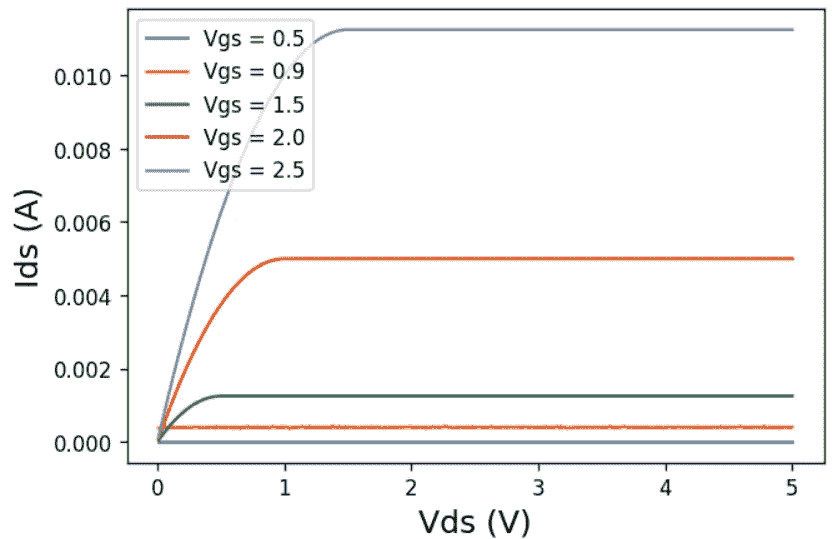 Vgs = 0.5
Vgs = 0.9
Vgs = 1.5
Vgs = 2.0
Vgs = 2.5
Ids (A)
0.010
0.008
0.006
0.004
0.002
0.000
0 1 2 3 4 5
Vds (V)